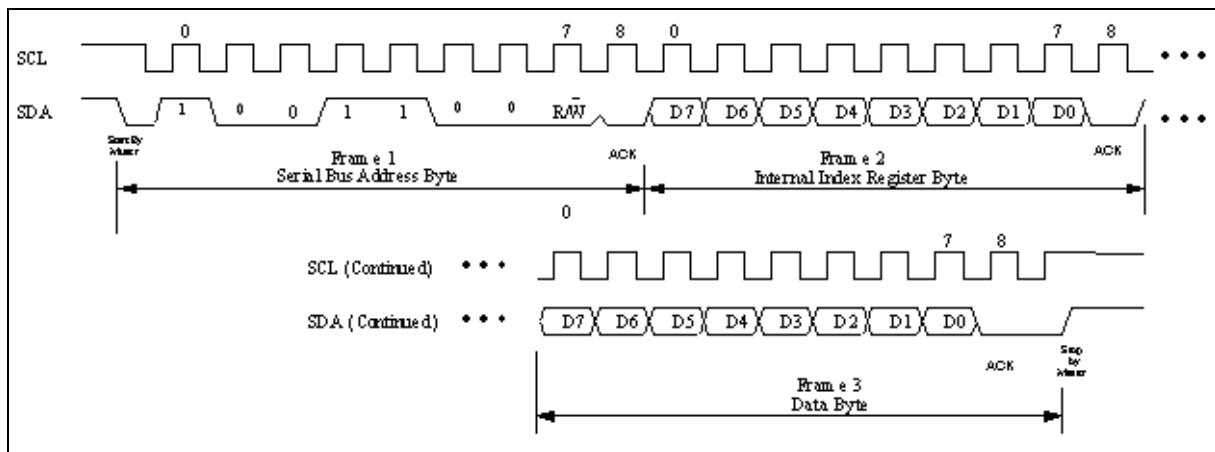 0 7 8 0 7 8
SCL
SDA 1 0 0 1 1 0 0 R/W D7 D6 D5 D4 D3 D2 D1 D0
Start By
Master
ACK ACK
Frame 1 Frame 2
Serial Bus Address Byte Internal Index Register Byte
0
7 8
SCL (Continued)
SDA (Continued) D7 D6 D5 D4 D3 D2 D1 D0
ACK
Stop
by
Master
Frame 3
Data Byte